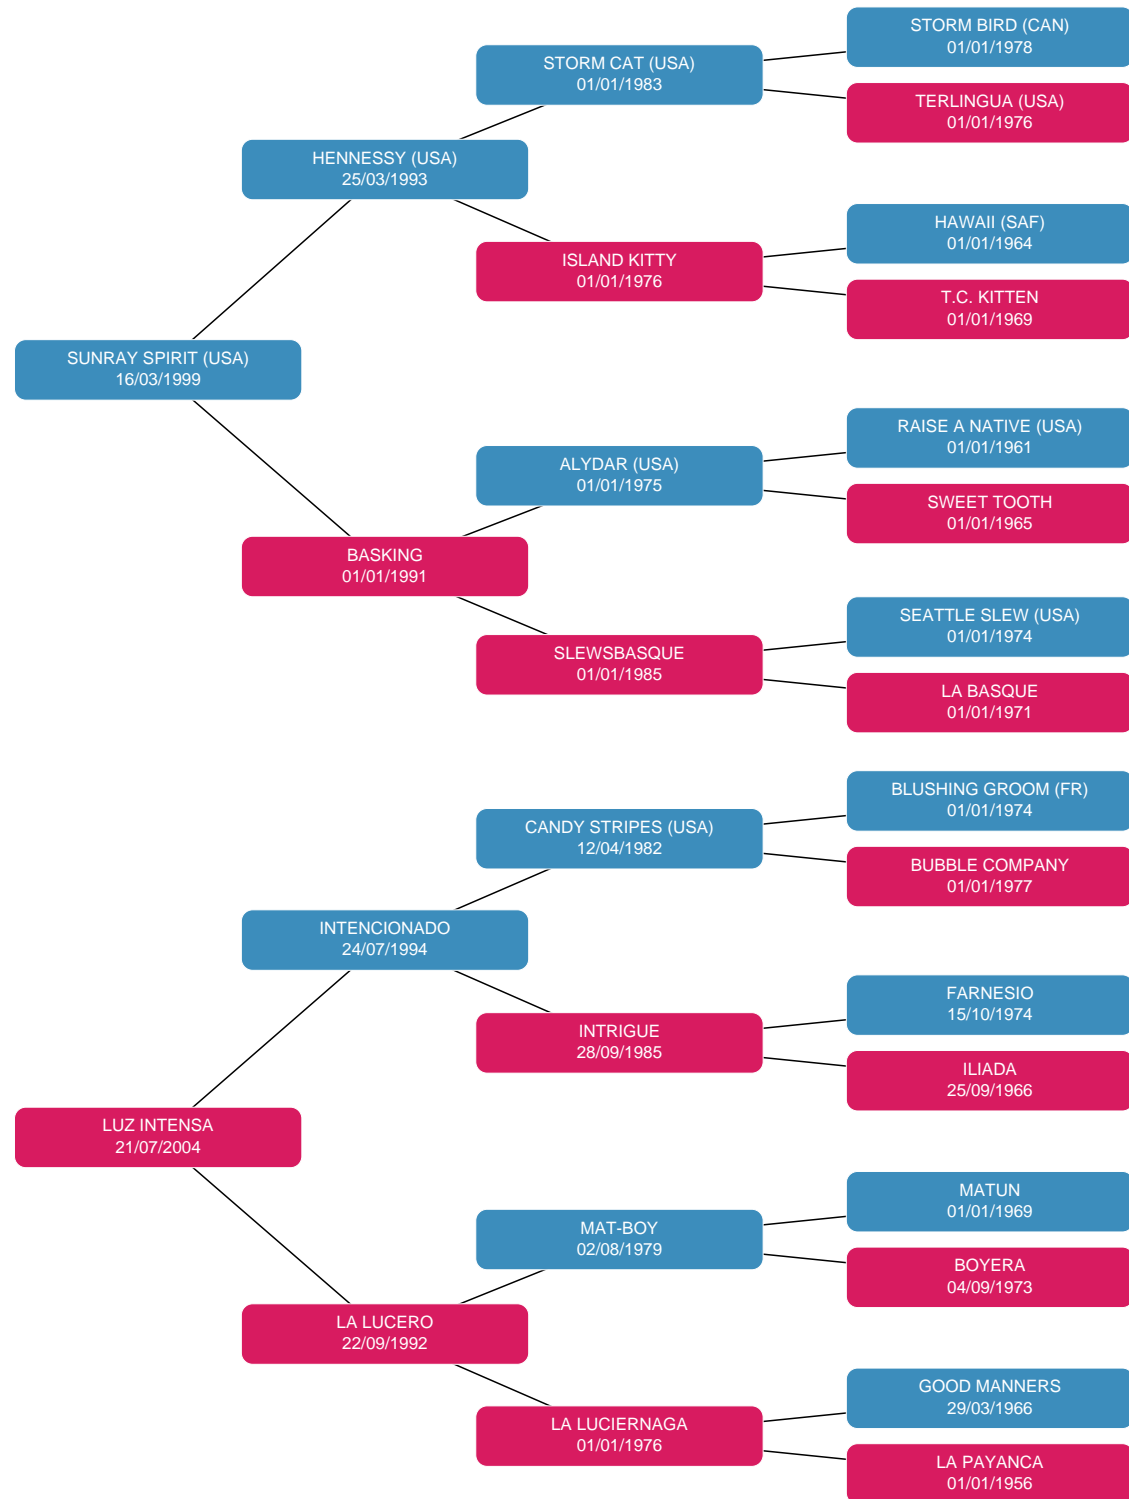 STORM BIRD (CAN)
01/01/1978
STORM CAT (USA)
01/01/1983
TERLINGUA (USA)
01/01/1976
HENNESSY (USA)
25/03/1993
HAWAII (SAF)
01/01/1964
ISLAND KITTY
01/01/1976
T.C. KITTEN
01/01/1969
SUNRAY SPIRIT (USA)
16/03/1999
RAISE A NATIVE (USA)
01/01/1961
ALYDAR (USA)
01/01/1975
SWEET TOOTH
01/01/1965
BASKING
01/01/1991
SEATTLE SLEW (USA)
01/01/1974
SLEWSBASQUE
01/01/1985
LA BASQUE
01/01/1971
BLUSHING GROOM (FR)
01/01/1974
CANDY STRIPES (USA)
12/04/1982
BUBBLE COMPANY
01/01/1977
INTENCIONADO
24/07/1994
FARNESIO
15/10/1974
INTRIGUE
28/09/1985
ILIADA
25/09/1966
LUZ INTENSA
21/07/2004
MATUN
01/01/1969
MAT-BOY
02/08/1979
BOYERA
04/09/1973
LA LUCERO
22/09/1992
GOOD MANNERS
29/03/1966
LA LUCIERNAGA
01/01/1976
LA PAYANCA
01/01/1956